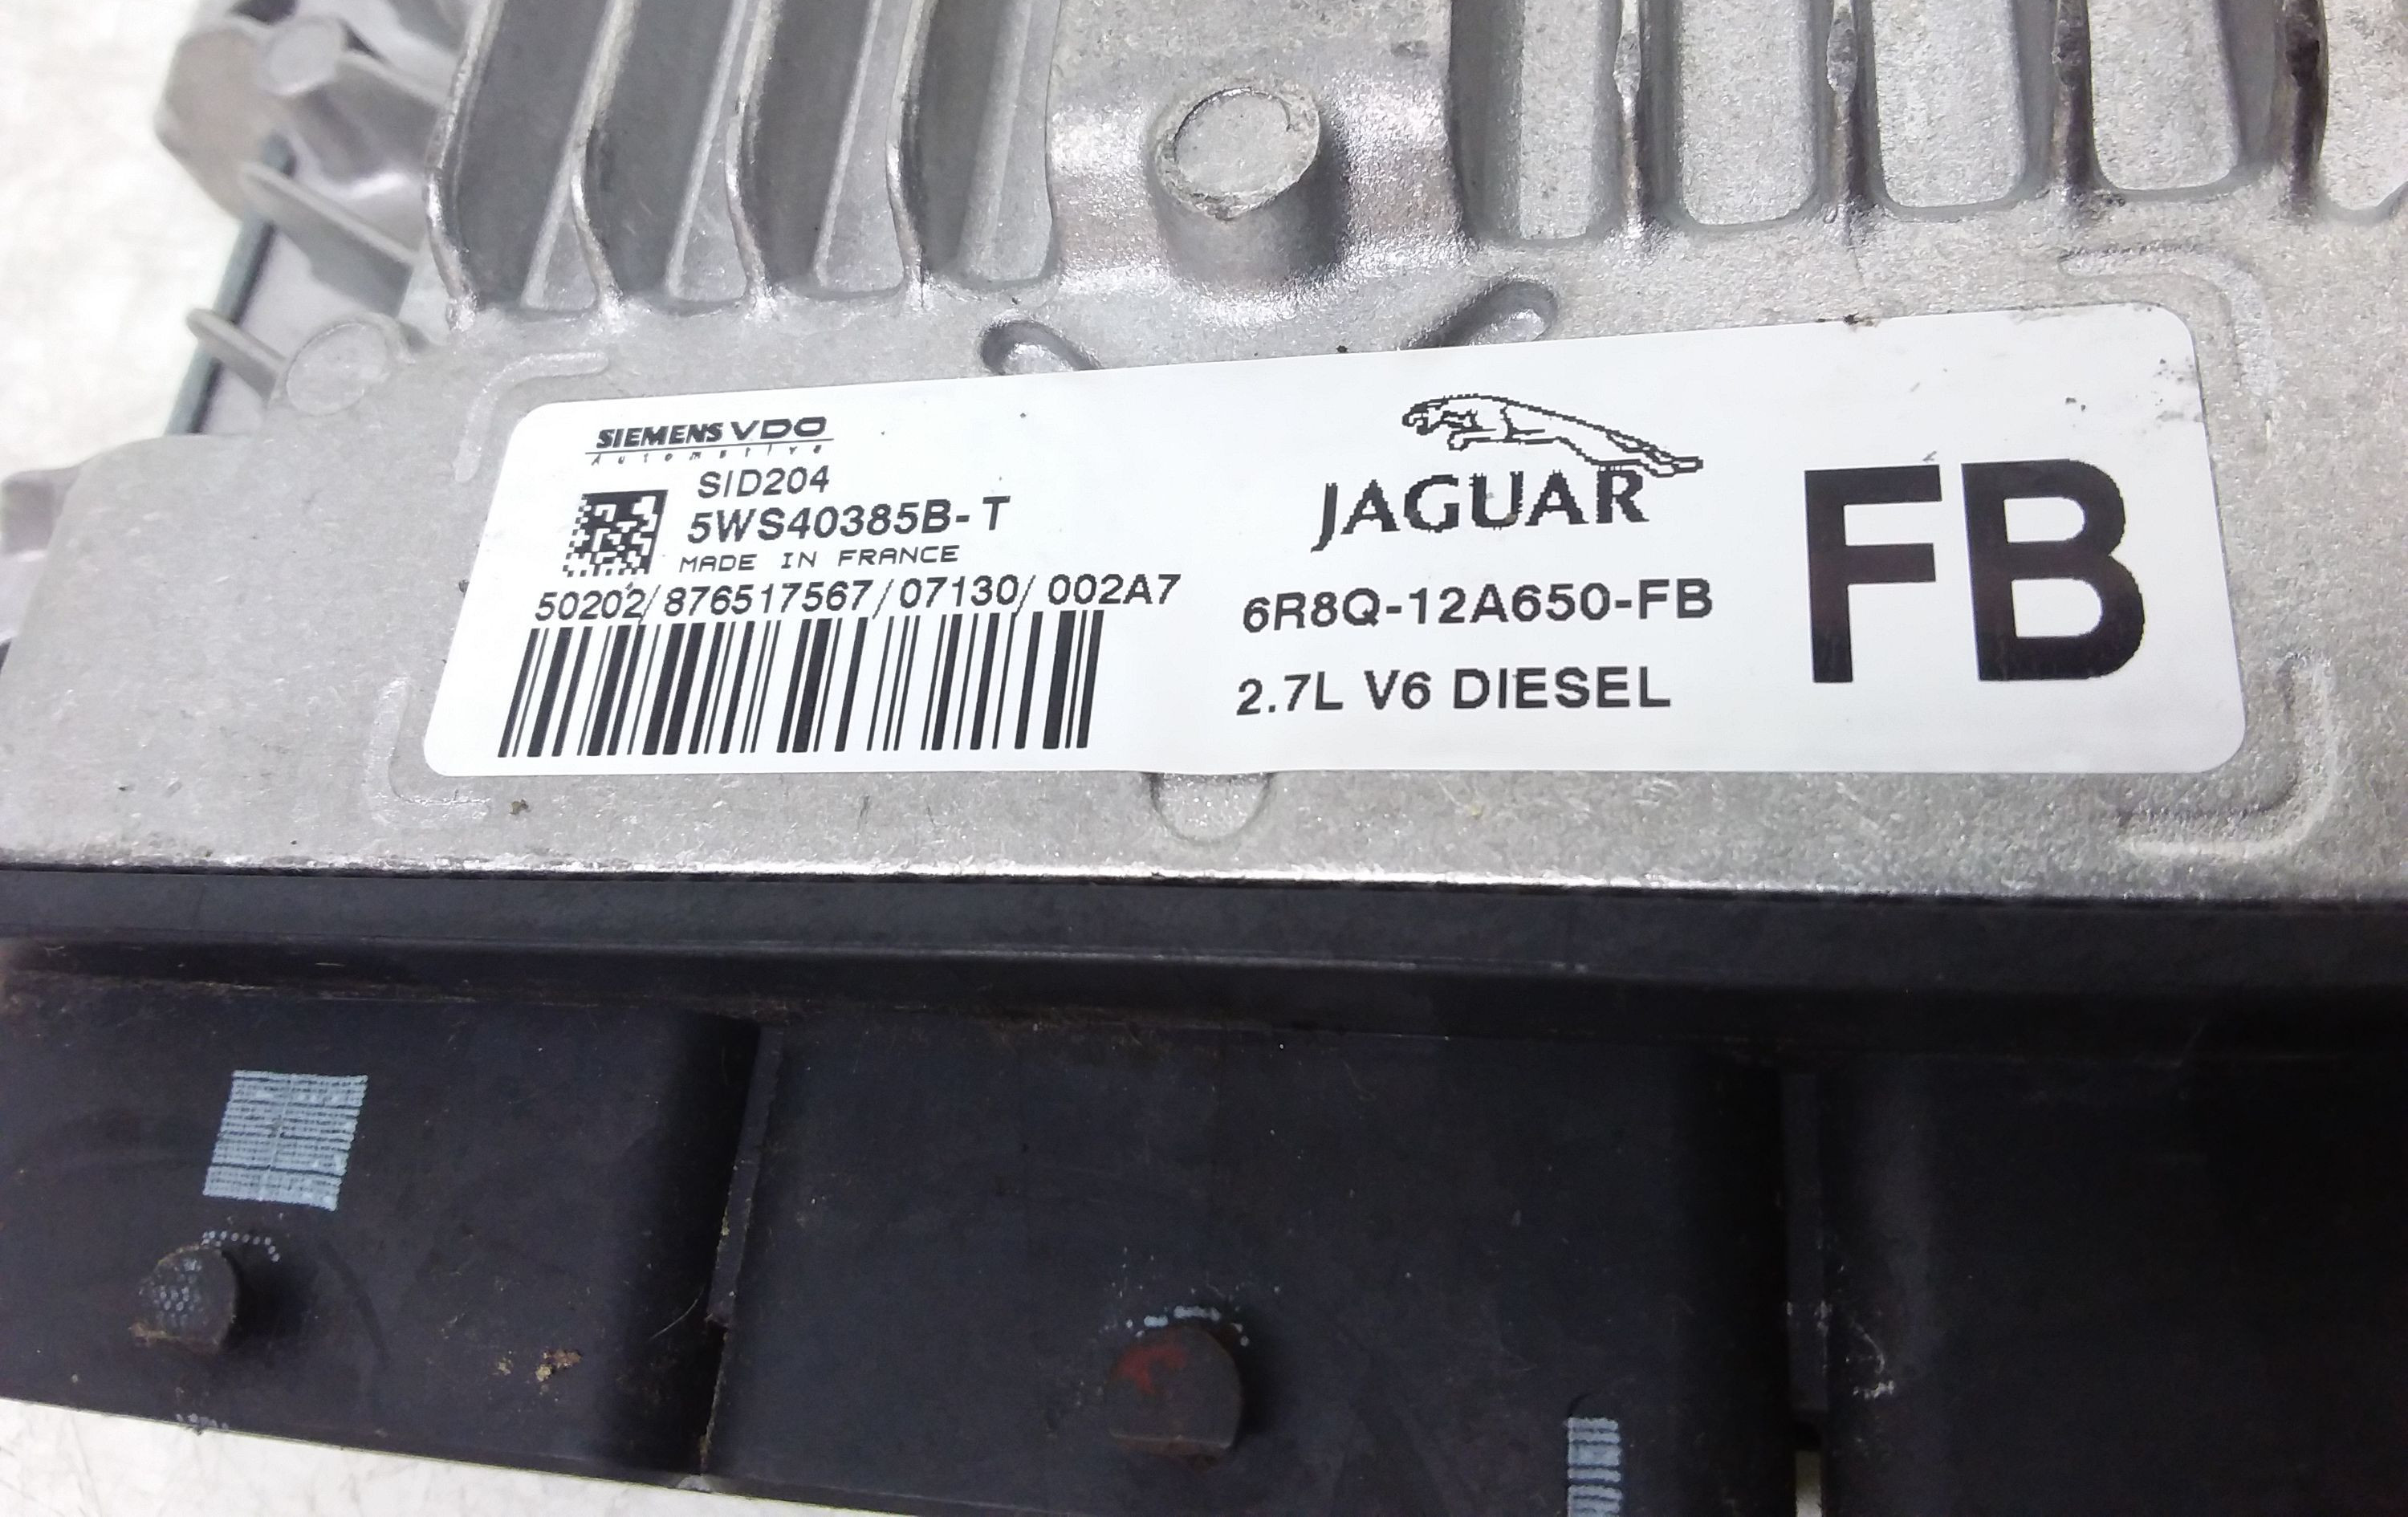 SIEMENS VDO
Automotive
SID204
5WS40385B-T
MADE IN FRANCE
50202/876517567/07130/002A7
JAGUAR
6R8Q-12A650-FB
2.7L V6 DIESEL
FB